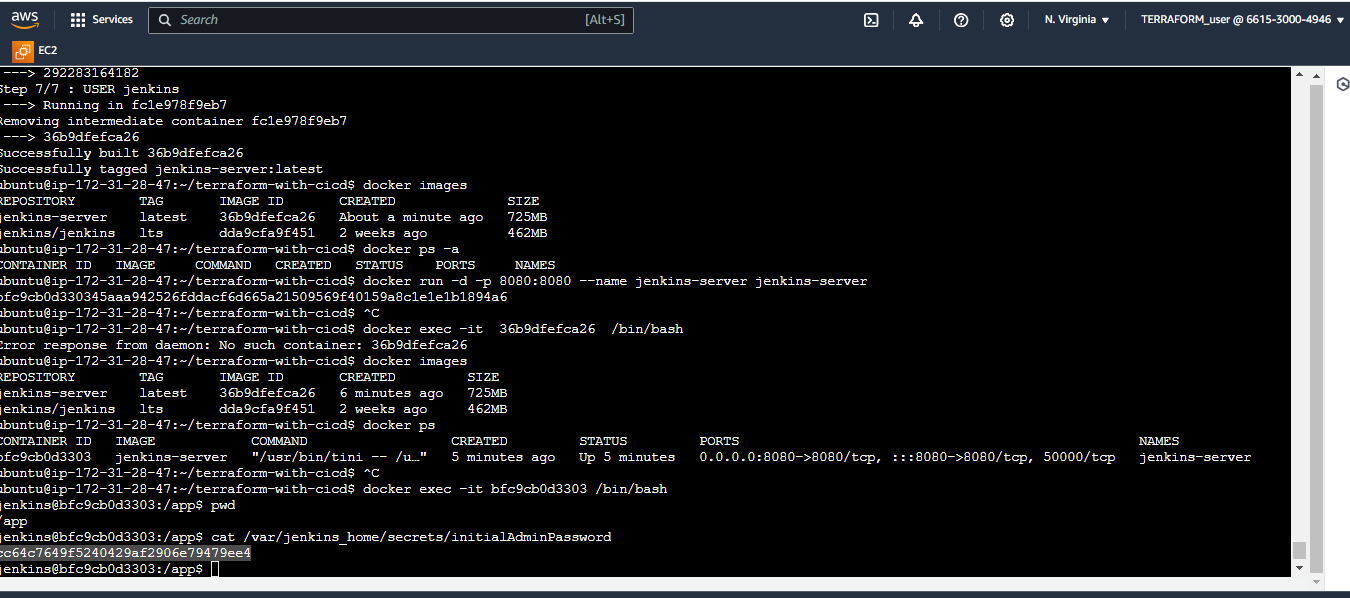 aws Services Search [Alt+S] N. Virginia TERRAFORM_user @ 6615-3000-4946
EC2
---> 292283164182
Step 7/7 : USER jenkins
---> Running in fc1e978f9eb7
Removing intermediate container fc1e978f9eb7
---> 36b9dfefca26
Successfully built 36b9dfefca26
Successfully tagged jenkins-server:latest
ubuntu@ip-172-31-28-47:~/terraform-with-cicd$ docker images
REPOSITORY TAG IMAGE ID CREATED SIZE
jenkins-server latest 36b9dfefca26 About a minute ago 725MB
jenkins/jenkins lts dda9cfa9f451 2 weeks ago 462MB
ubuntu@ip-172-31-28-47:~/terraform-with-cicd$ docker ps -a
CONTAINER ID IMAGE COMMAND CREATED STATUS PORTS NAMES
ubuntu@ip-172-31-28-47:~/terraform-with-cicd$ docker run -d -p 8080:8080 --name jenkins-server jenkins-server
bfc9cb0d330345aaa942526fddacf6d665a21509569f40159a8c1e1e1b1894a6
ubuntu@ip-172-31-28-47:~/terraform-with-cicd$ ^C
ubuntu@ip-172-31-28-47:~/terraform-with-cicd$ docker exec -it 36b9dfefca26 /bin/bash
Error response from daemon: No such container: 36b9dfefca26
ubuntu@ip-172-31-28-47:~/terraform-with-cicd$ docker images
REPOSITORY TAG IMAGE ID CREATED SIZE
jenkins-server latest 36b9dfefca26 6 minutes ago 725MB
jenkins/jenkins lts dda9cfa9f451 2 weeks ago 462MB
ubuntu@ip-172-31-28-47:~/terraform-with-cicd$ docker ps
CONTAINER ID IMAGE COMMAND CREATED STATUS PORTS NAMES
bfc9cb0d3303 jenkins-server "/usr/bin/tini -- /u…" 5 minutes ago Up 5 minutes 0.0.0.0:8080->8080/tcp, :::8080->8080/tcp, 50000/tcp jenkins-server
ubuntu@ip-172-31-28-47:~/terraform-with-cicd$ ^C
ubuntu@ip-172-31-28-47:~/terraform-with-cicd$ docker exec -it bfc9cb0d3303 /bin/bash
jenkins@bfc9cb0d3303:/app$ pwd
/app
jenkins@bfc9cb0d3303:/app$ cat /var/jenkins_home/secrets/initialAdminPassword
cc64c7649f5240429af2906e79479ee4
jenkins@bfc9cb0d3303:/app$